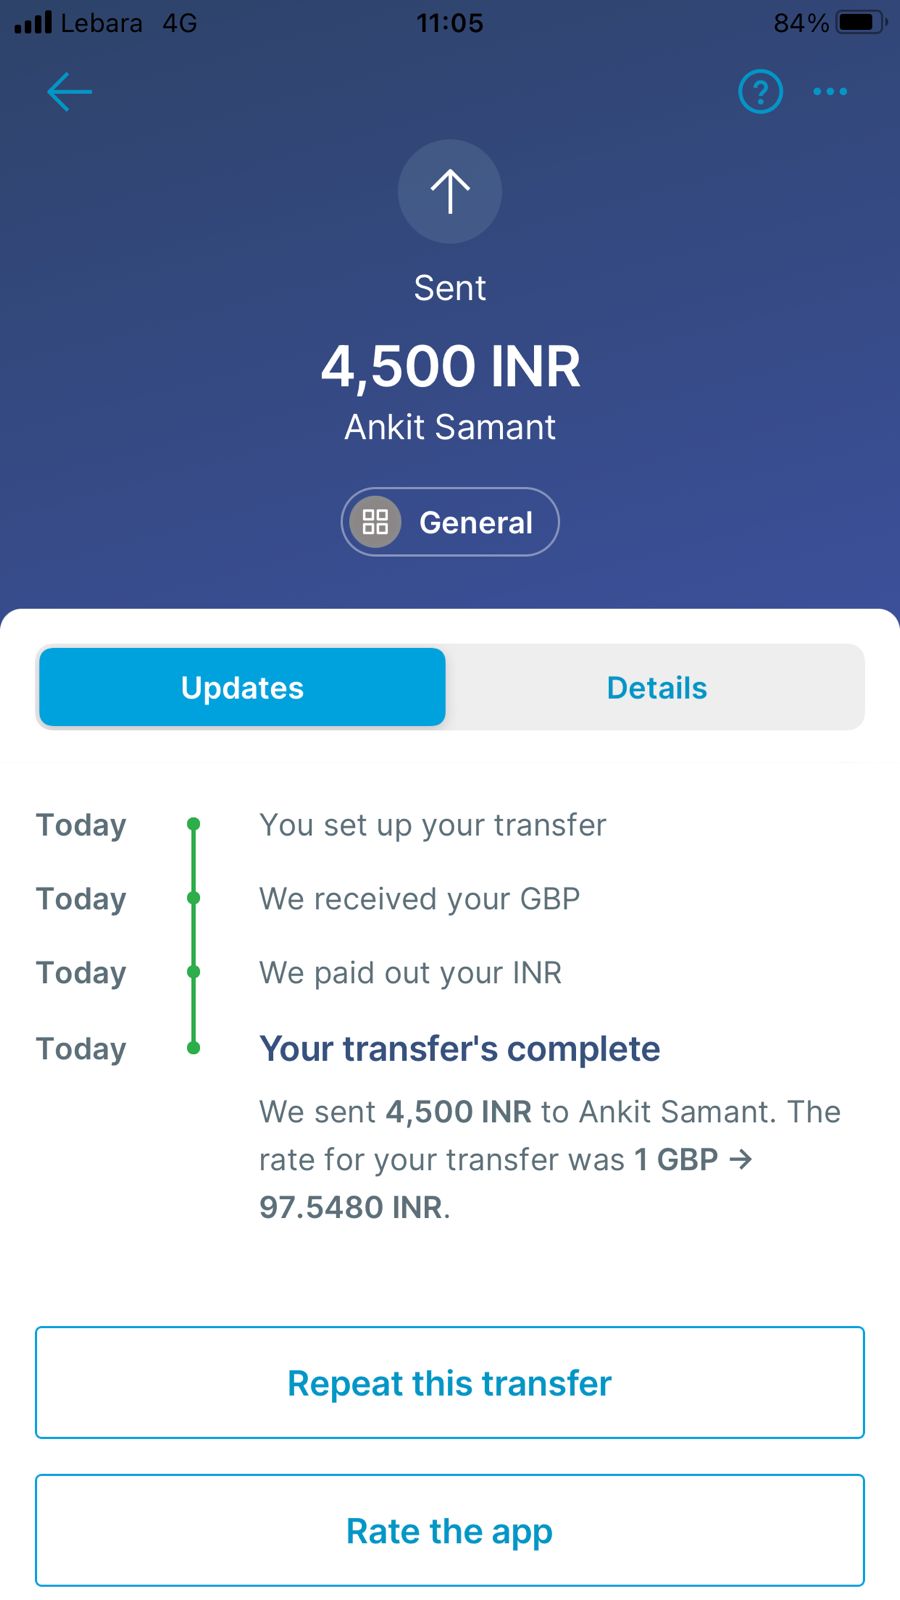 Lebara 4G 11:05 84%
?
Sent
4,500 INR
Ankit Samant
General
Updates Details
Today You set up your transfer
Today We received your GBP
Today We paid out your INR
Today Your transfer's complete
We sent 4,500 INR to Ankit Samant. The
rate for your transfer was 1 GBP →
97.5480 INR.
Repeat this transfer
Rate the app